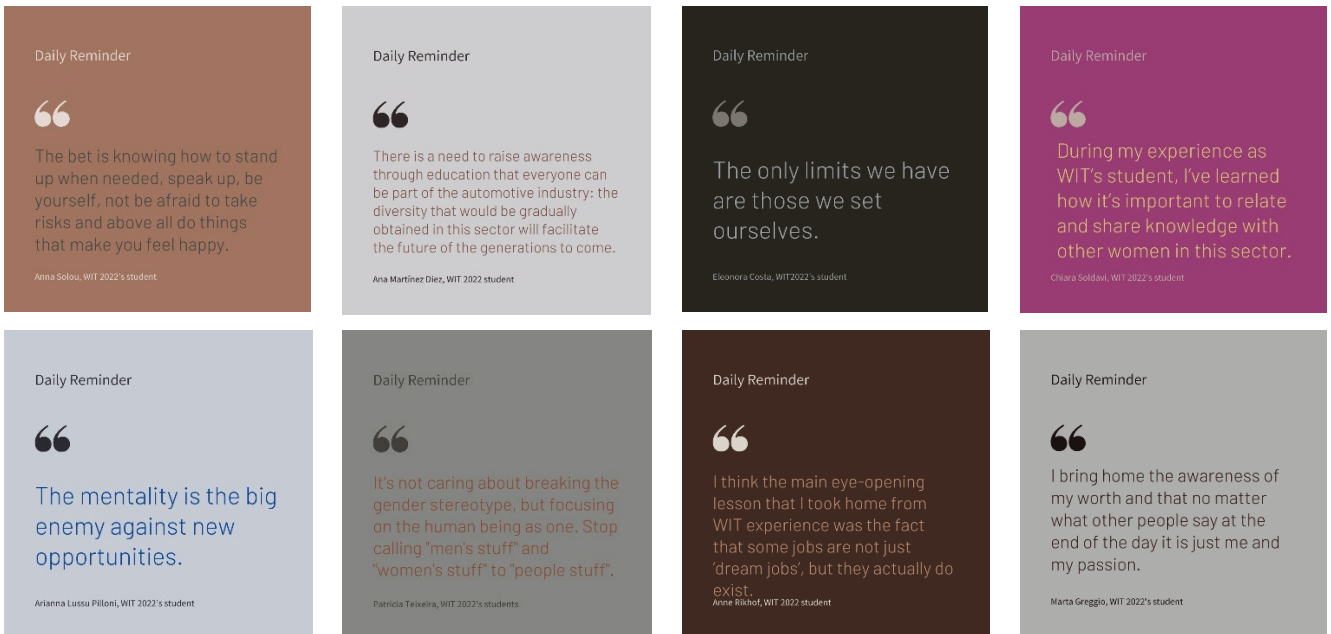 Daily Reminder
“
The bet is knowing how to stand
up when needed, speak up, be
yourself, not be afraid to take
risks and above all do things
that make you feel happy.
Anna Solou, WIT 2022's student
Daily Reminder
“
There is a need to raise awareness
through education that everyone can
be part of the automotive industry: the
diversity that would be gradually
obtained in this sector will facilitate
the future of the generations to come.
Ana Martínez Diez, WIT 2022 student
Daily Reminder
“
The only limits we have
are those we set
ourselves.
Eleonora Costa, WIT2022's student
Daily Reminder
“
During my experience as
WIT's student, I've learned
how it's important to relate
and share knowledge with
other women in this sector.
Chiara Soldavi, WIT 2022's student
Daily Reminder
“
The mentality is the big
enemy against new
opportunities.
Arianna Lussu Pilloni, WIT 2022's student
Daily Reminder
“
It's not caring about breaking the
gender stereotype, but focusing
on the human being as one. Stop
calling "men's stuff" and
"women's stuff" to "people stuff".
Patricia Teixeira, WIT 2022's students
Daily Reminder
“
I think the main eye-opening
lesson that I took home from
WIT experience was the fact
that some jobs are not just
'dream jobs', but they actually do
exist.
Anne Rikhof, WIT 2022 student
Daily Reminder
“
I bring home the awareness of
my worth and that no matter
what other people say at the
end of the day it is just me and
my passion.
Marta Greggio, WIT 2022's student